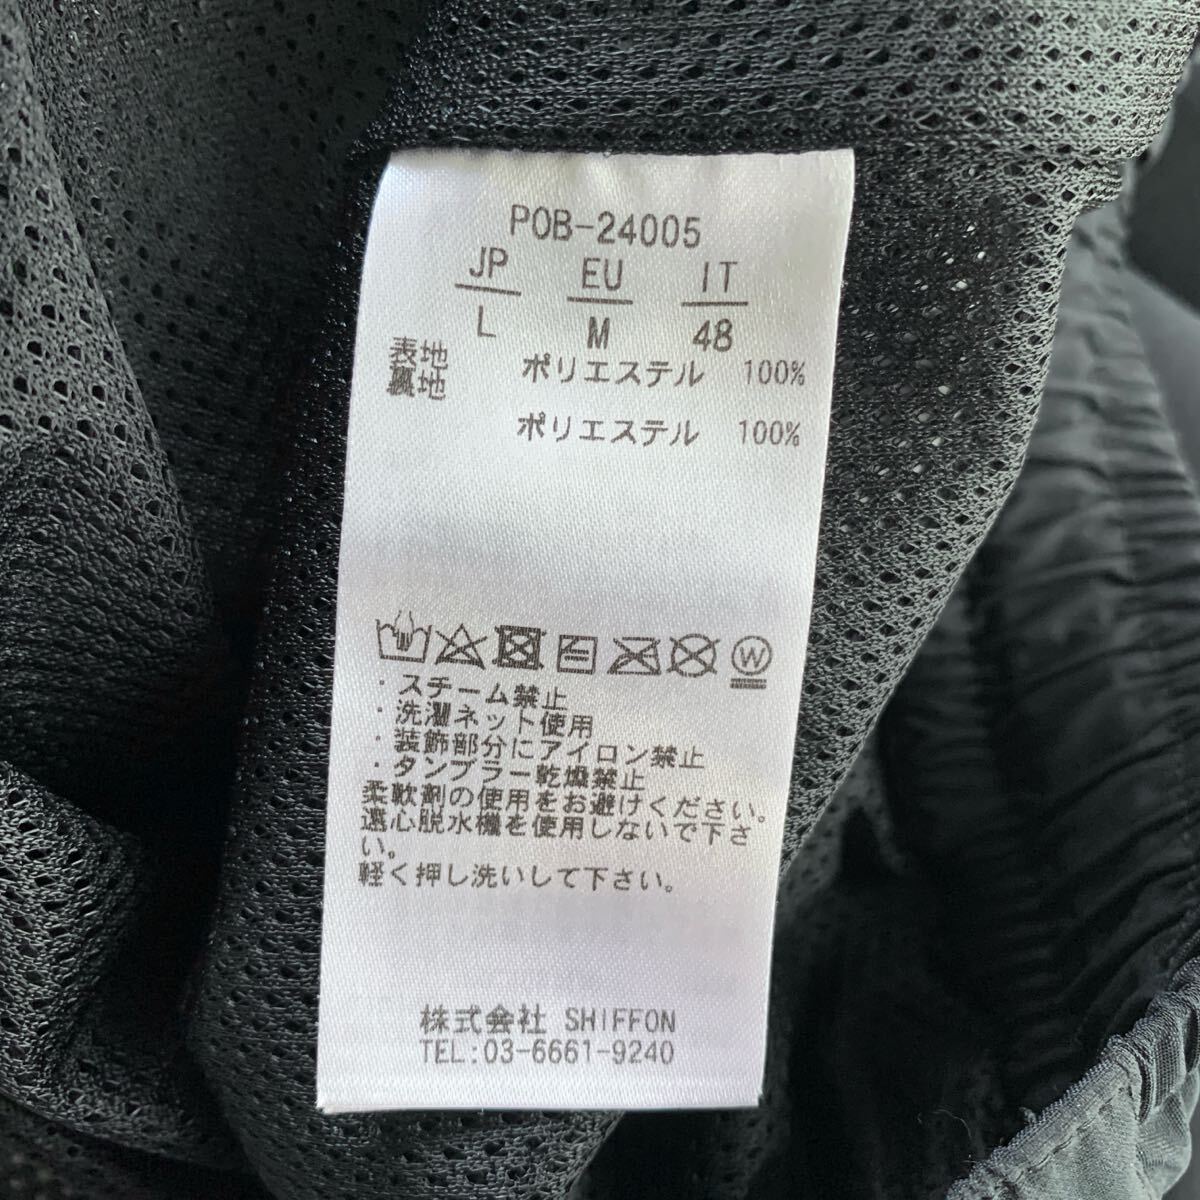 POB-24005
JP EU IT
L M 48
表地 ポリエステル 100%
裏地
ポリエステル 100%
W
・スチーム禁止
・洗濯ネット使用
・装飾部分にアイロン禁止
・タンブラー乾燥禁止
柔軟剤の使用をお避けください。
遠心脱水機を使用しないで下さ
い。
軽く押し洗いして下さい。
株式会社 SHIFFON
TEL:03-6661-9240